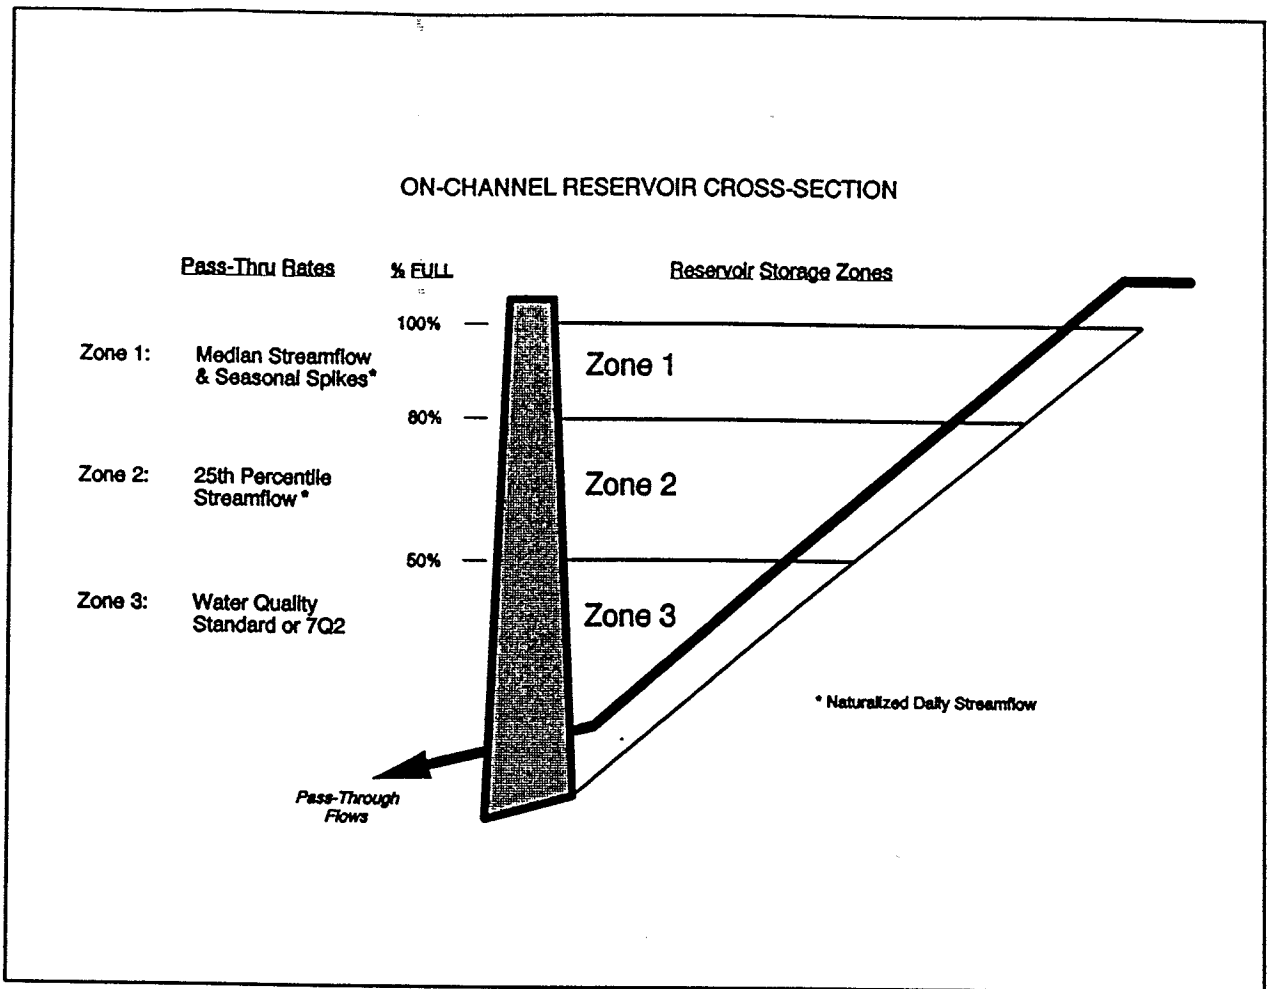 ON-CHANNEL RESERVOIR CROSS-SECTION
Pass-Thru Rates
% FULL
Reservoir Storage Zones
100%
Zone 1:
Median Streamflow
& Seasonal Spikes*
Zone 1
80%
Zone 2:
25th Percentile
Streamflow *
Zone 2
50%
Zone 3:
Water Quality
Standard or 7Q2
Zone 3
* Naturalized Daily Streamflow
Pass-Through
Flows